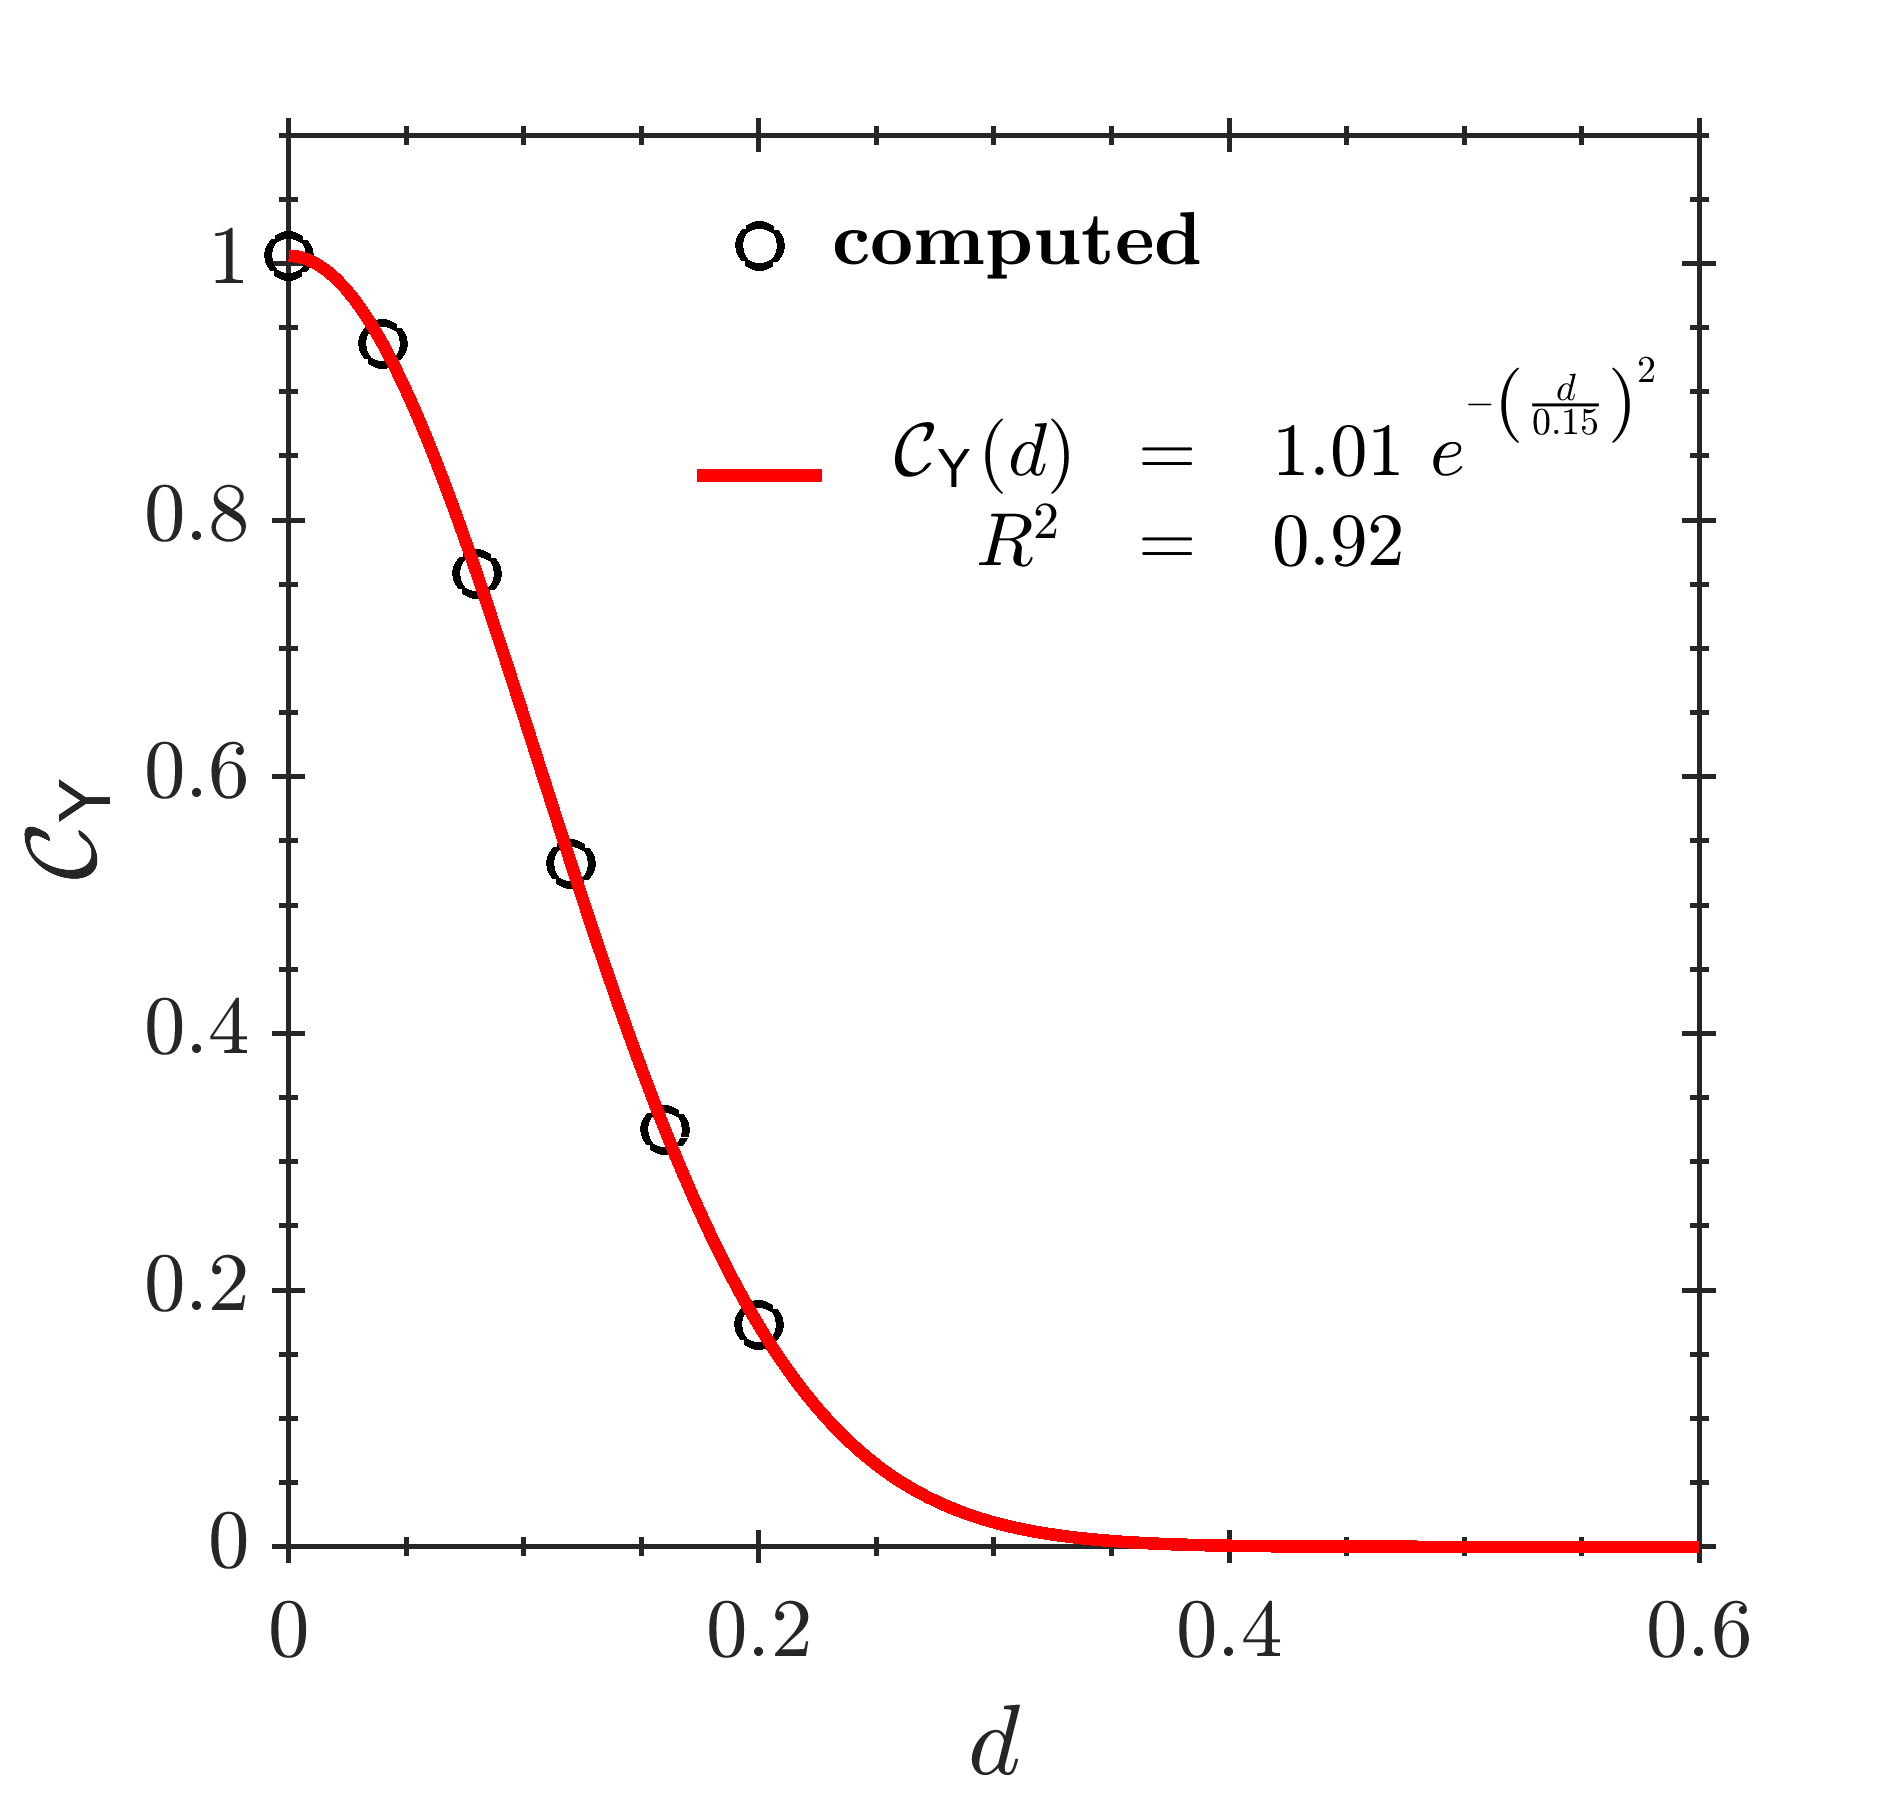 computed
𝒞_Y(d) = 1.01 e^{-(d/0.15)^2}
R² = 0.92
1
0.8
0.6
0.4
0.2
0
𝒞_Y
0 0.2 0.4 0.6
d